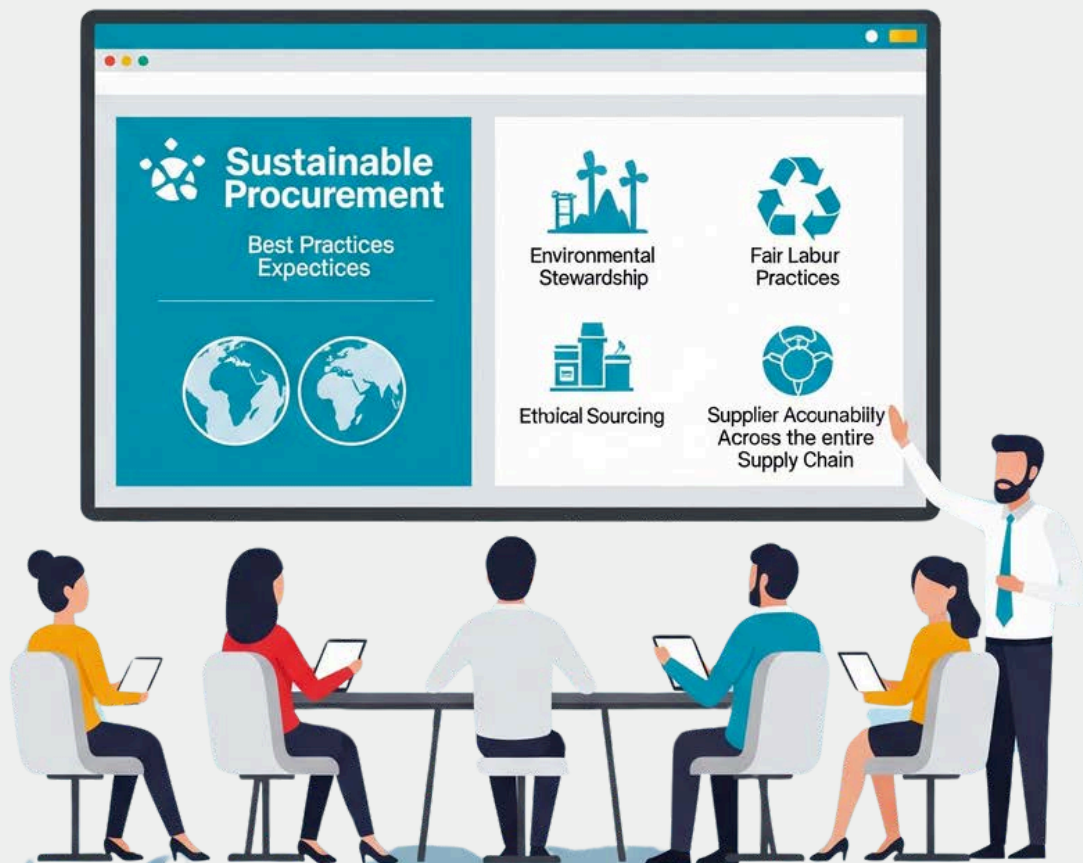 Sustainable
Procurement
Best Practices
Expectices
Environmental
Stewardship
Fair Labur
Practices
Ethical Sourcing
Supplier Accunabiliy
Across the entire
Supply Chain